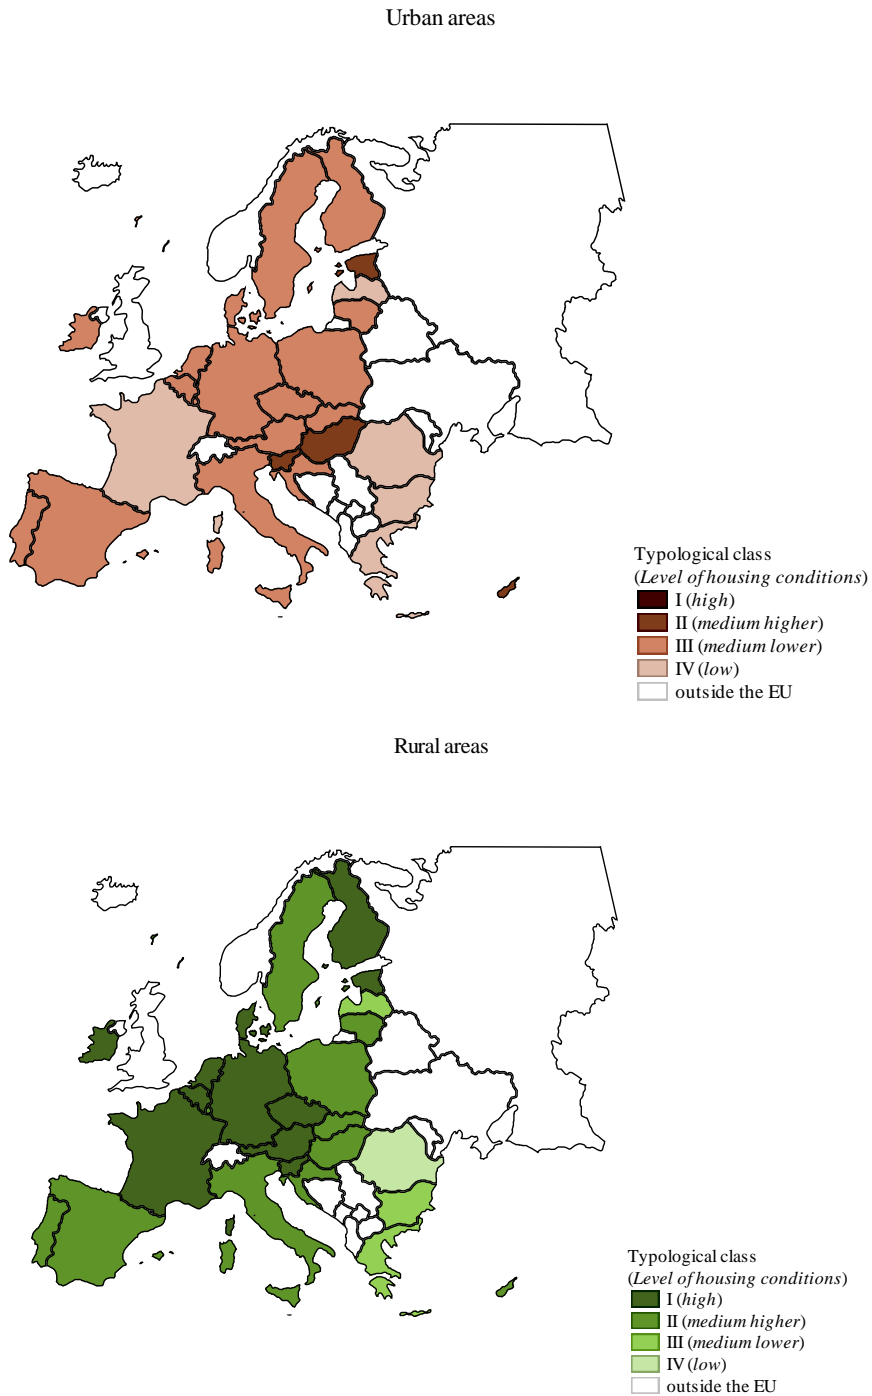 Urban areas
Typological class
(Level of housing conditions)
I (high)
II (medium higher)
III (medium lower)
IV (low)
outside the EU
Rural areas
Typological class
(Level of housing conditions)
I (high)
II (medium higher)
III (medium lower)
IV (low)
outside the EU